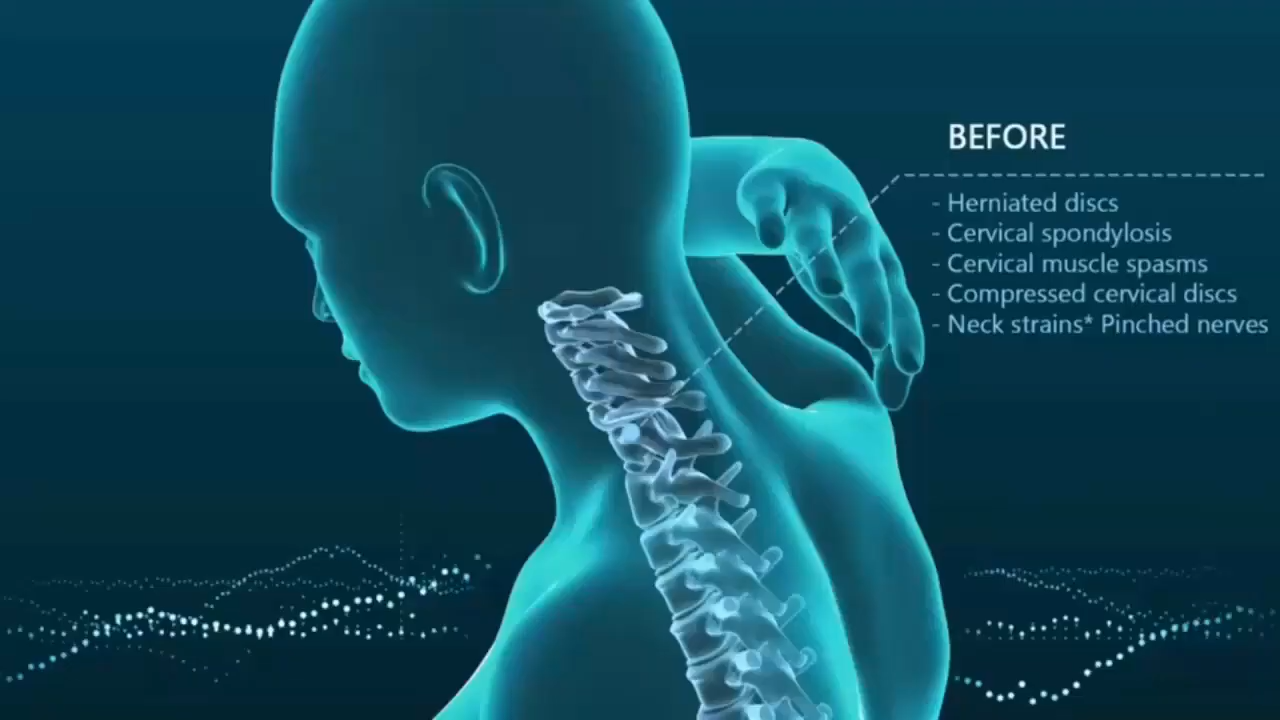 BEFORE
- Herniated discs
- Cervical spondylosis
- Cervical muscle spasms
- Compressed cervical discs
- Neck strains* Pinched nerves